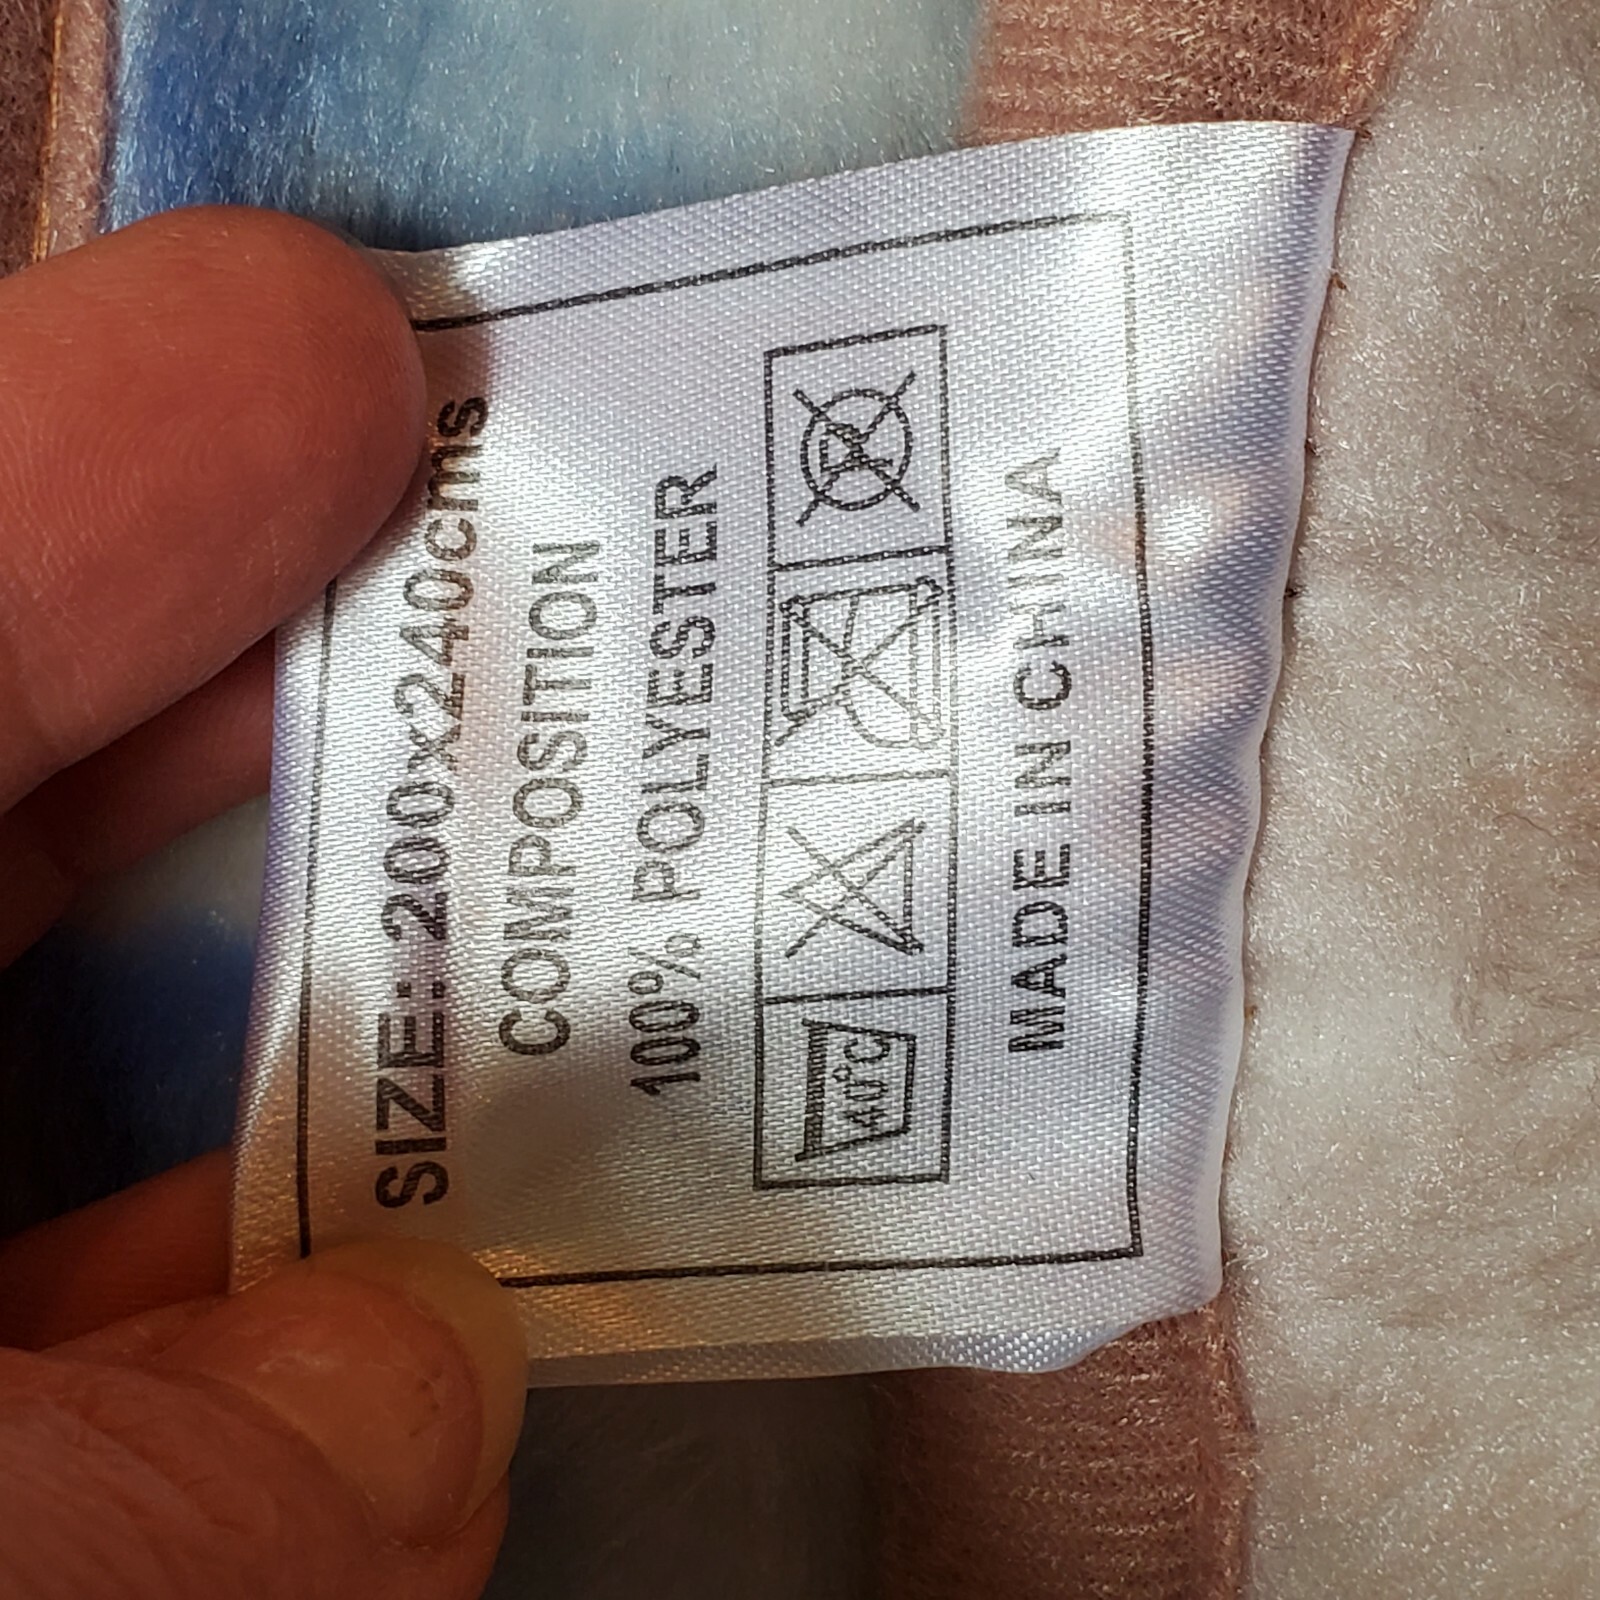 SIZE: 200x240cms
COMPOSITION
100% POLYESTER
40°C
P
MADE IN CHINA